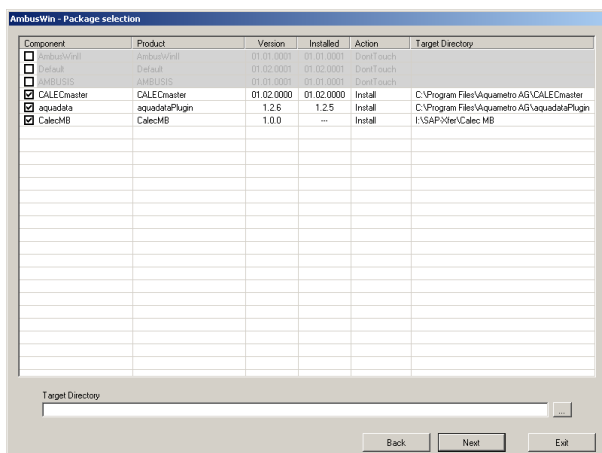 AmbusWin - Package selection
Component Product Version Installed Action Target Directory
AmbusWinII AmbusWinII 01.01.0001 01.01.0001 DontTouch
Default Default 01.02.0001 01.01.0001 DontTouch
AMBUSIS AMBUSIS 01.02.0001 01.01.0001 DontTouch
CALECmaster CALECmaster 01.02.0000 01.02.0000 Install C:\Program Files\Aquametro AG\CALECmaster
aquadata aquadataPlugin 1.2.6 1.2.5 Install C:\Program Files\Aquametro AG\aquadataPlugin
CalecMB CalecMB 1.0.0 --- Install I:\SAP-Xfer\Calec MB
Target Directory
...
Back Next Exit